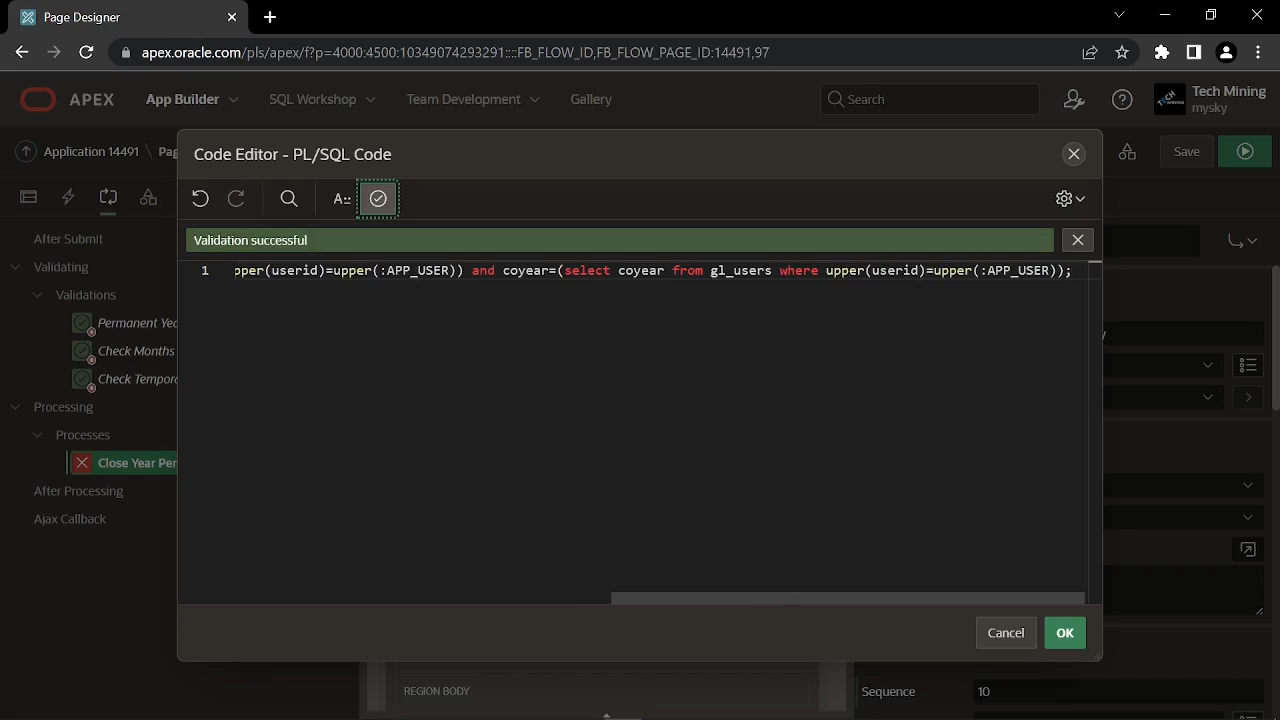 Page Designer
apex.oracle.com/pls/apex/f?p=4000:4500:10349074293291::::FB_FLOW_ID,FB_FLOW_PAGE_ID:14491,97
APEX App Builder SQL Workshop Team Development Gallery Search Tech Mining
mysky
Application 14491 \ Pag Save
Code Editor - PL/SQL Code
Validation successful
1 pper(userid)=upper(:APP_USER)) and coyear=(select coyear from gl_users where upper(userid)=upper(:APP_USER));
After Submit
Validating
Validations
Permanent Yea
Check Months
Check Tempora
Processing
Processes
Close Year Per
After Processing
Ajax Callback
Cancel OK
REGION BODY
Sequence 10